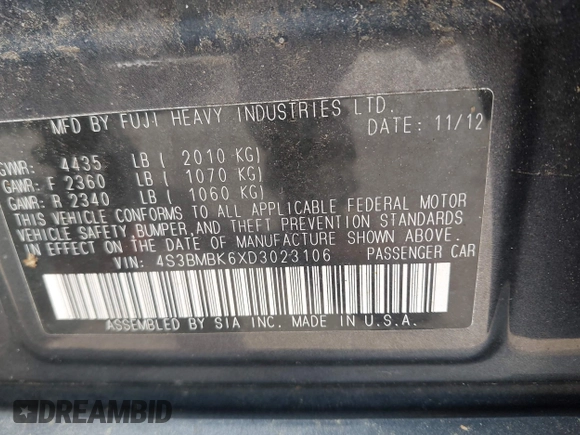 MFD BY FUJI HEAVY INDUSTRIES LTD.
DATE: 11/12
GVWR: 4435 LB ( 2010 KG)
GAWR: F 2360 LB ( 1070 KG)
GAWR: R 2340 LB ( 1060 KG)
THIS VEHICLE CONFORMS TO ALL APPLICABLE FEDERAL MOTOR
VEHICLE SAFETY, BUMPER, AND THEFT PREVENTION STANDARDS
IN EFFECT ON THE DATE OF MANUFACTURE SHOWN ABOVE.
VIN: 4S3BMBK6XD3023106 PASSENGER CAR
ASSEMBLED BY SIA INC. MADE IN U.S.A.
DREAMBID